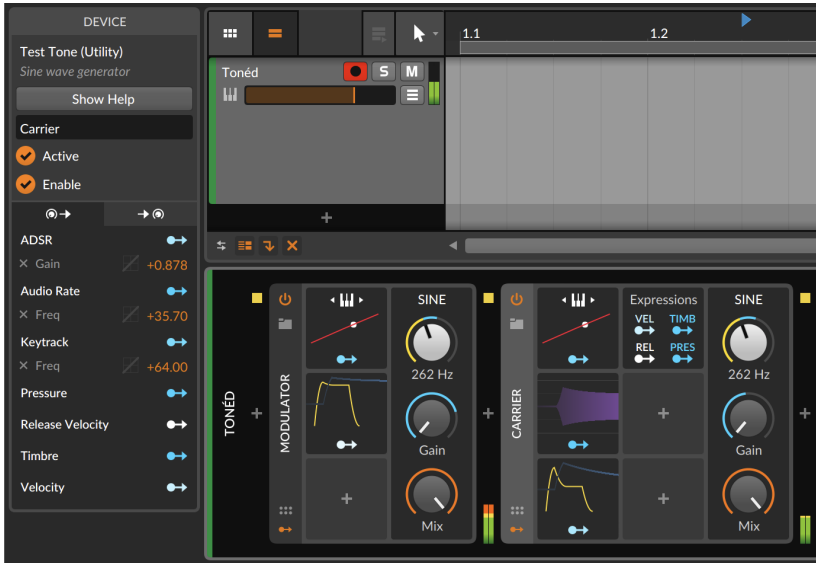 DEVICE
Test Tone (Utility)
Sine wave generator
Show Help
Carrier
Active
Enable
ADSR
Gain +0.878
Audio Rate
Freq +35.70
Keytrack
Freq +64.00
Pressure
Release Velocity
Timbre
Velocity
1.1 1.2
Tonéd S M
TONÉD
MODULATOR
SINE
262 Hz
Gain
Mix
CARRIER
Expressions
VEL TIMB
REL PRES
SINE
262 Hz
Gain
Mix